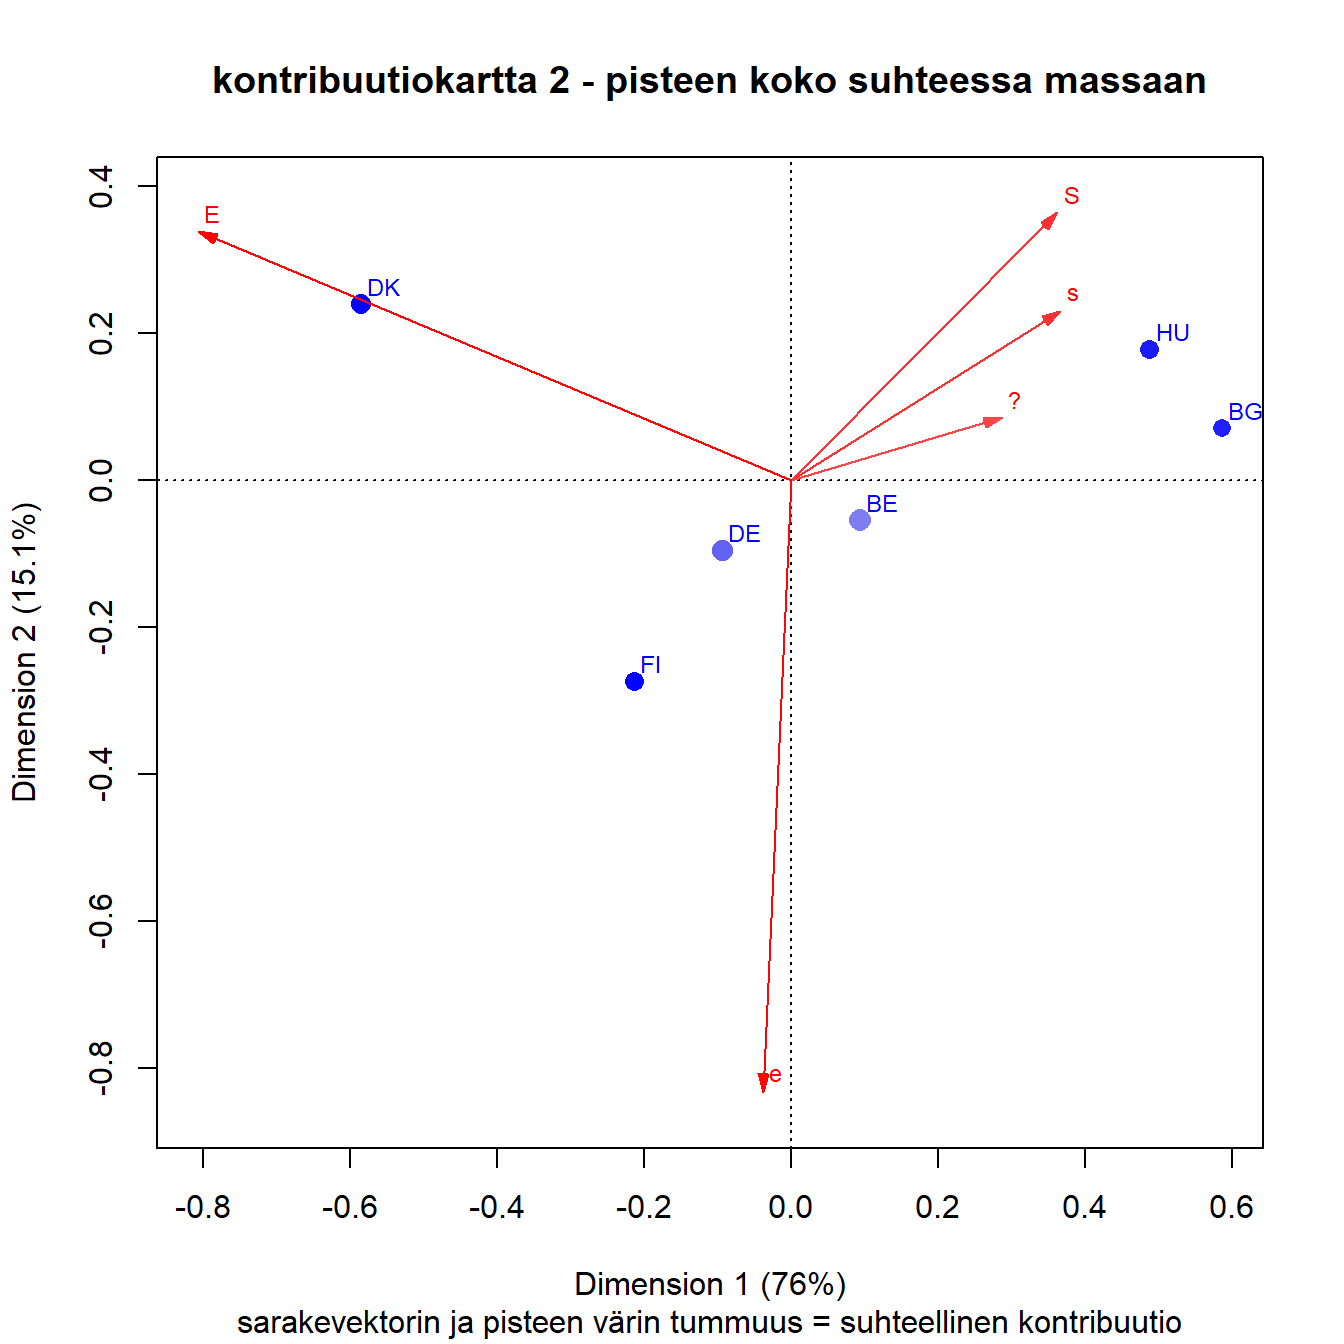 kontribuutiokartta 2 - pisteen koko suhteessa massaan
0.4
0.2
0.0
-0.2
-0.4
-0.6
-0.8
Dimension 2 (15.1%)
E
S
s
?
e
DK
HU
BG
BE
DE
FI
-0.8 -0.6 -0.4 -0.2 0.0 0.2 0.4 0.6
Dimension 1 (76%)
sarakevektorin ja pisteen värin tummuus = suhteellinen kontribuutio